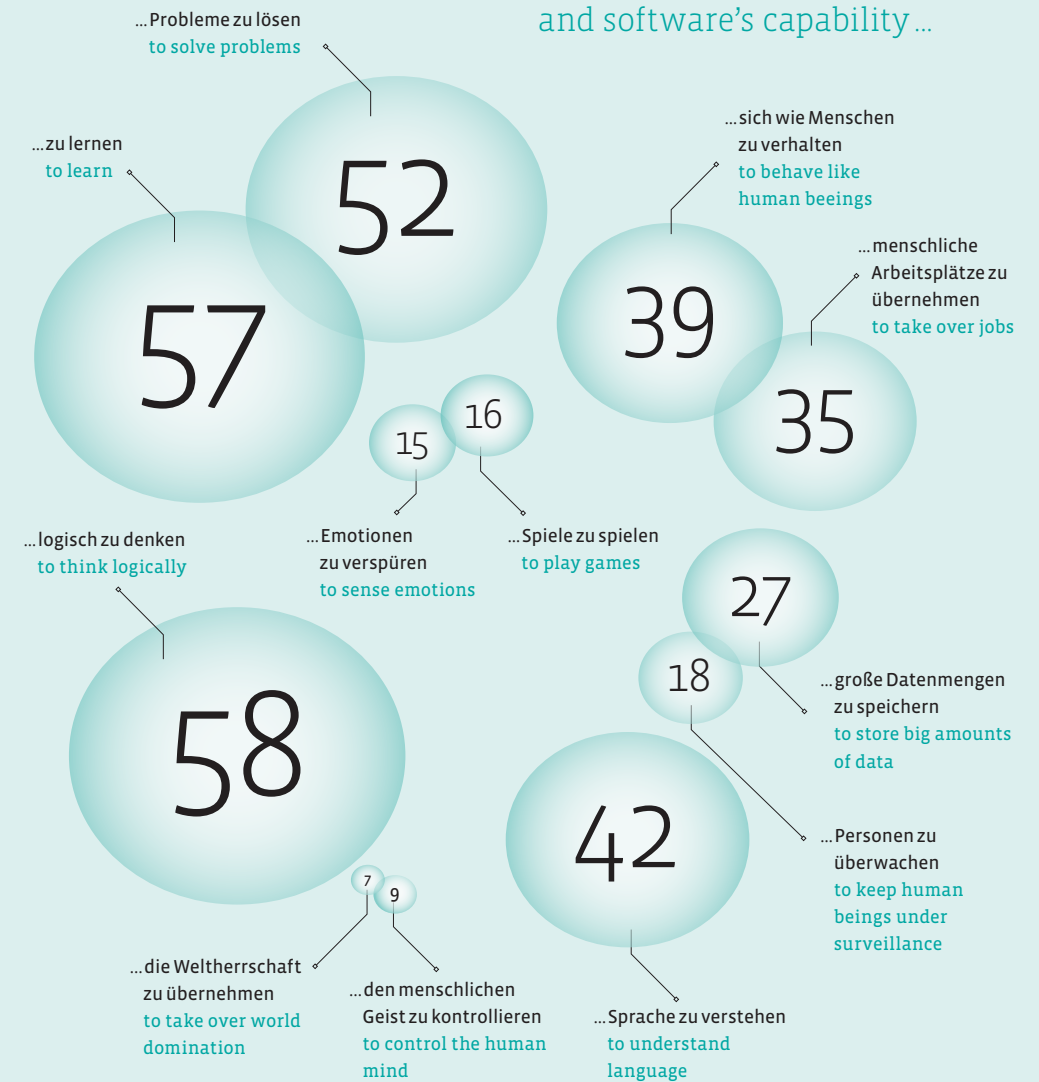 and software's capability ...
... Probleme zu lösen
to solve problems
52
... zu lernen
to learn
57
... sich wie Menschen
zu verhalten
to behave like
human beeings
39
... menschliche
Arbeitsplätze zu
übernehmen
to take over jobs
35
15
16
... Emotionen
zu verspüren
to sense emotions
... Spiele zu spielen
to play games
... logisch zu denken
to think logically
58
27
18
... große Datenmengen
zu speichern
to store big amounts
of data
42
... Personen zu
überwachen
to keep human
beings under
surveillance
7
9
... die Weltherrschaft
zu übernehmen
to take over world
domination
... den menschlichen
Geist zu kontrollieren
to control the human
mind
... Sprache zu verstehen
to understand
language